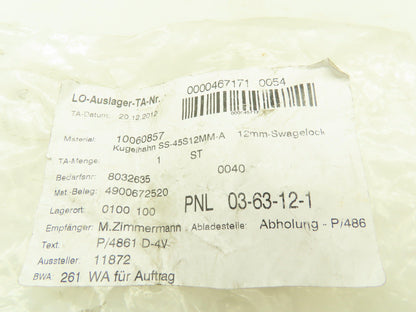 LO-Auslager-TA-Nr. 0000467171 0054
TA-Datum: 20.12.2012
Material: 10060857 12mm-Swagelock
Kugelhahn SS-45S12MM-A
TA-Menge: 1 ST
Bedarfsnr: 8032635 0040
Mat.-Beleg: 4900672520
Lagerort: 0100 100 PNL 03-63-12-1
Empfänger: M.Zimmermann Abladestelle: Abholung - P/486
Text: P/4861 D-4V-
Aussteller: 11872
BWA: 261 WA für Auftrag